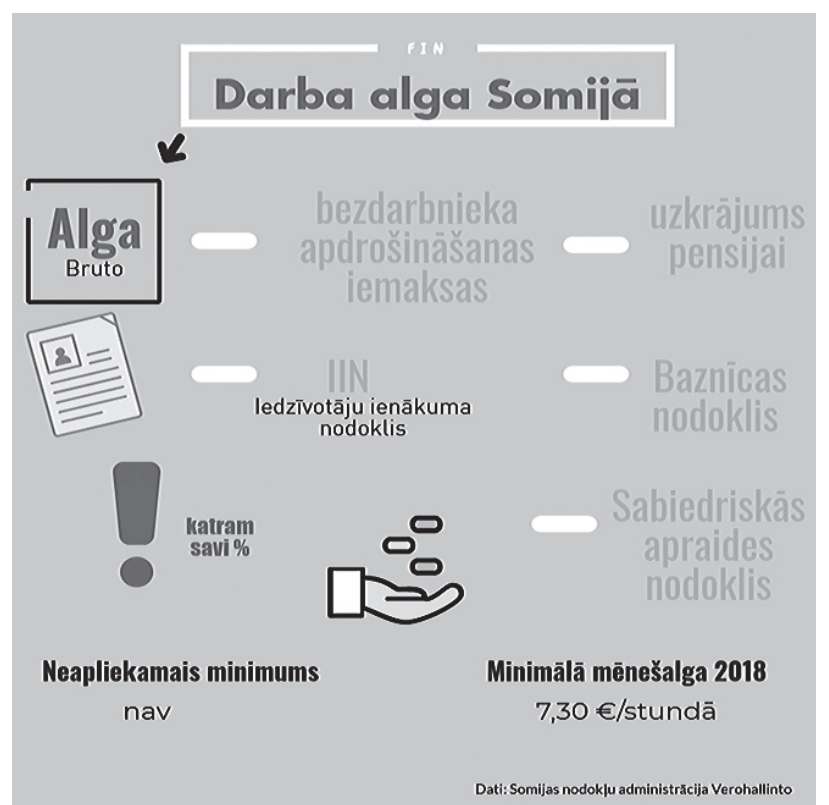 FIN
Darba alga Somijā
Alga
Bruto
bezdarbnieka
apdrošināšanas
iemaksas
uzkrājums
pensijai
IIN
Iedzīvotāju ienākuma
nodoklis
Baznīcas
nodoklis
katram
savi %
Sabiedriskās
apraides
nodoklis
Neapliekamais minimums
nav
Minimālā mēnešalga 2018
7,30 €/stundā
Dati: Somijas nodokļu administrācija Verohallinto